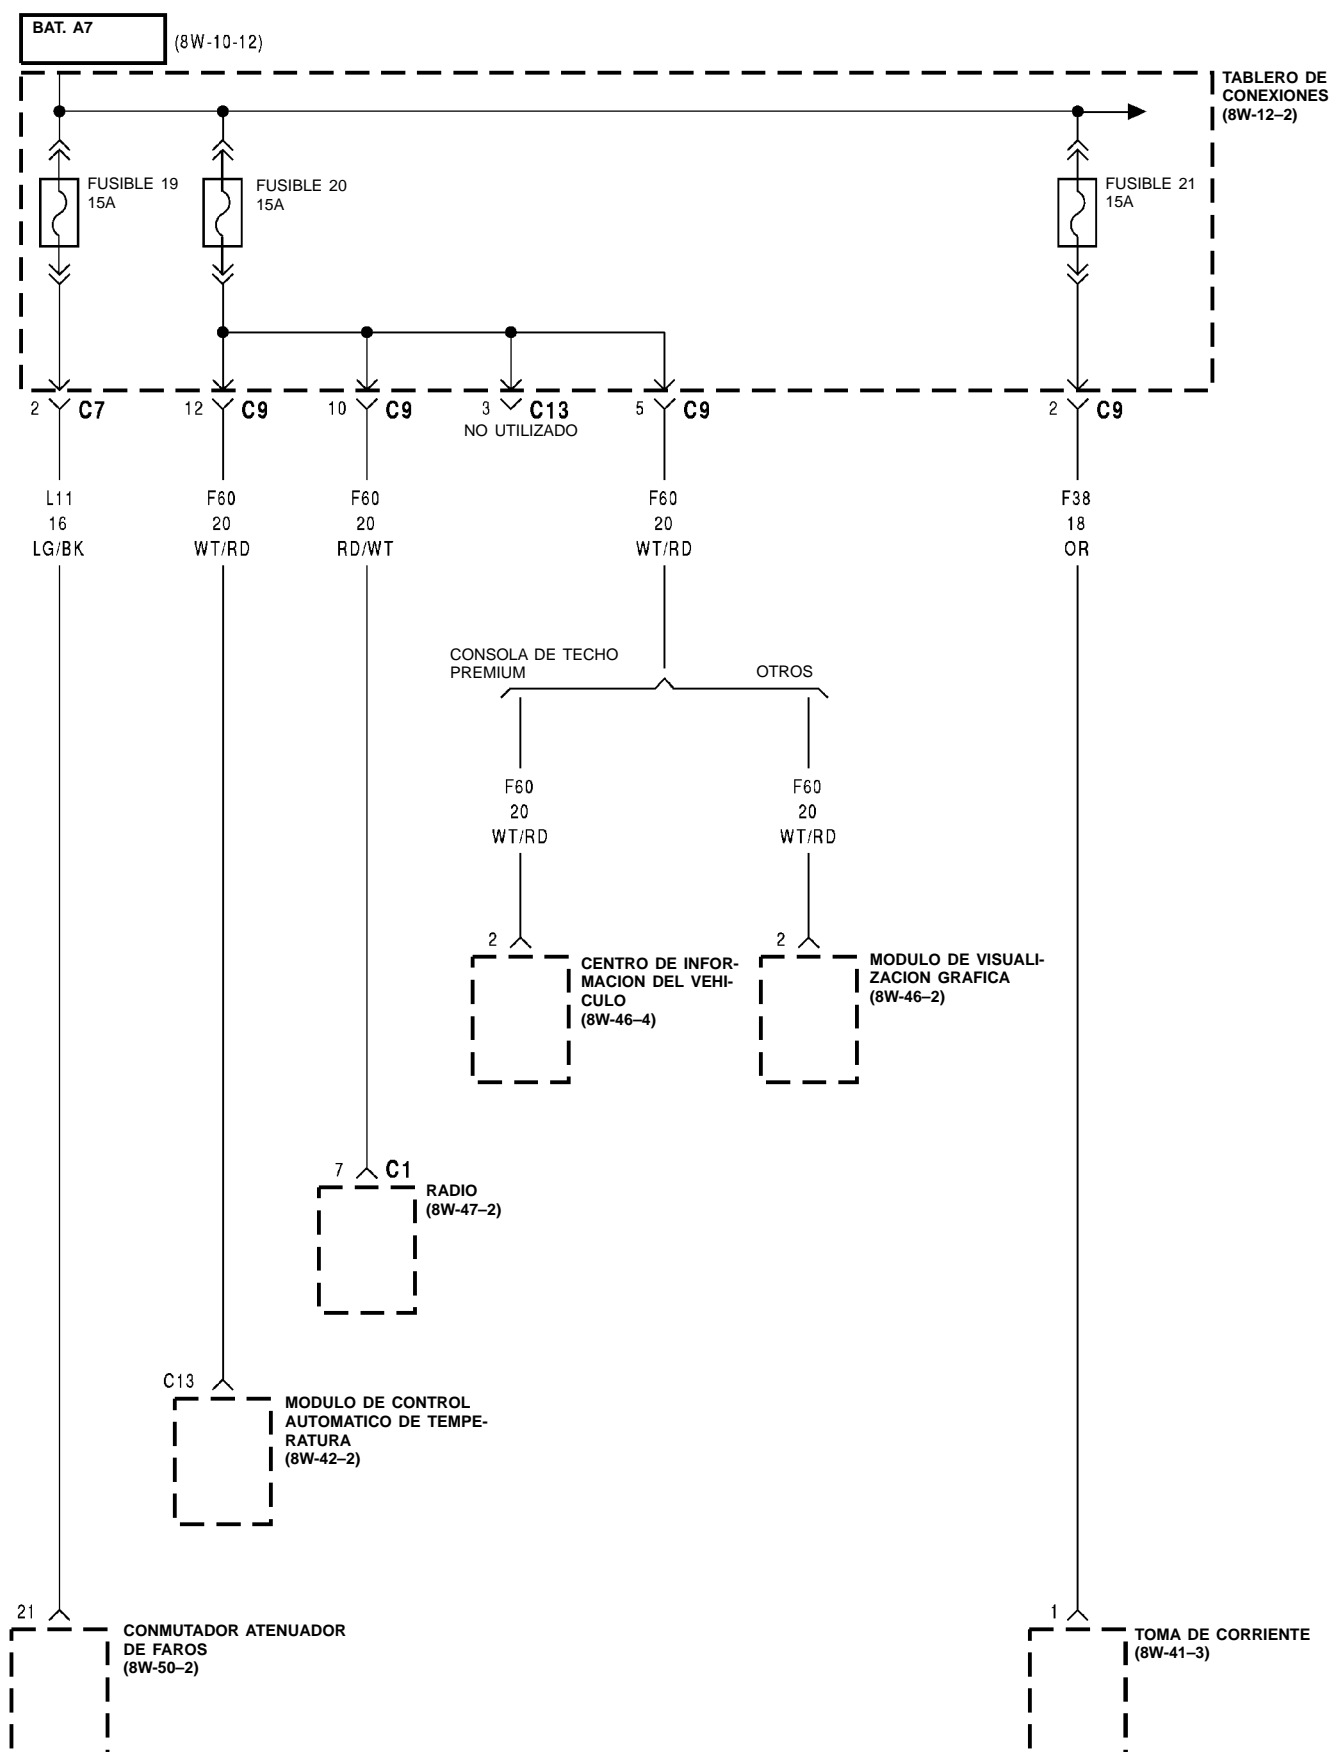 BAT. A7
(8W-10-12)
TABLERO DE
CONEXIONES
(8W-12–2)
FUSIBLE 19
15A
FUSIBLE 20
15A
FUSIBLE 21
15A
2 C7
12 C9
10 C9
3 C13
NO UTILIZADO
5 C9
2 C9
L11
16
LG/BK
F60
20
WT/RD
F60
20
RD/WT
F60
20
WT/RD
F38
18
OR
CONSOLA DE TECHO
PREMIUM
OTROS
F60
20
WT/RD
F60
20
WT/RD
2
CENTRO DE INFOR-
MACION DEL VEHI-
CULO
(8W-46–4)
2
MODULO DE VISUALI-
ZACION GRAFICA
(8W-46–2)
7 C1
RADIO
(8W-47–2)
C13
MODULO DE CONTROL
AUTOMATICO DE TEMPE-
RATURA
(8W-42–2)
21
CONMUTADOR ATENUADOR
DE FAROS
(8W-50–2)
1
TOMA DE CORRIENTE
(8W-41–3)